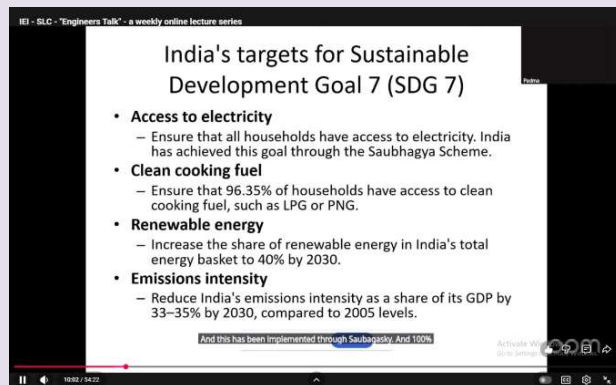 IEI - SLC - "Engineers Talk" - a weekly online lecture series
India's targets for Sustainable
Development Goal 7 (SDG 7)
Padma
• Access to electricity
– Ensure that all households have access to electricity. India
has achieved this goal through the Saubhagya Scheme.
• Clean cooking fuel
– Ensure that 96.35% of households have access to clean
cooking fuel, such as LPG or PNG.
• Renewable energy
– Increase the share of renewable energy in India's total
energy basket to 40% by 2030.
• Emissions intensity
– Reduce India's emissions intensity as a share of its GDP by
33–35% by 2030, compared to 2005 levels.
And this has been implemented through Saubagasky. And 100%
Activate
zoom
10:02 / 54:22